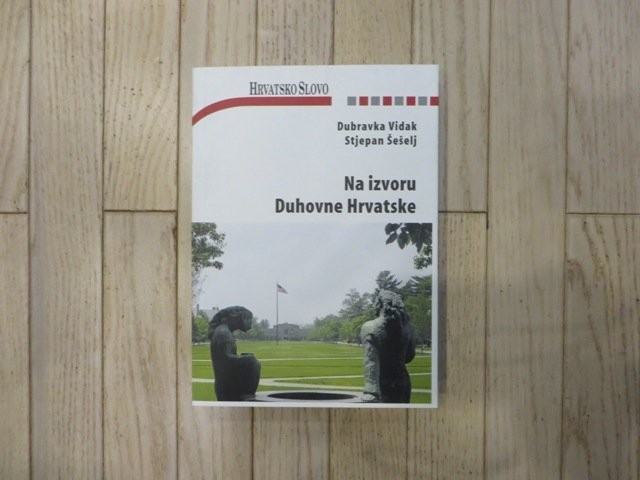 HRVATSKO SLOVO
Dubravka Vidak
Stjepan Šešelj
Na izvoru
Duhovne Hrvatske